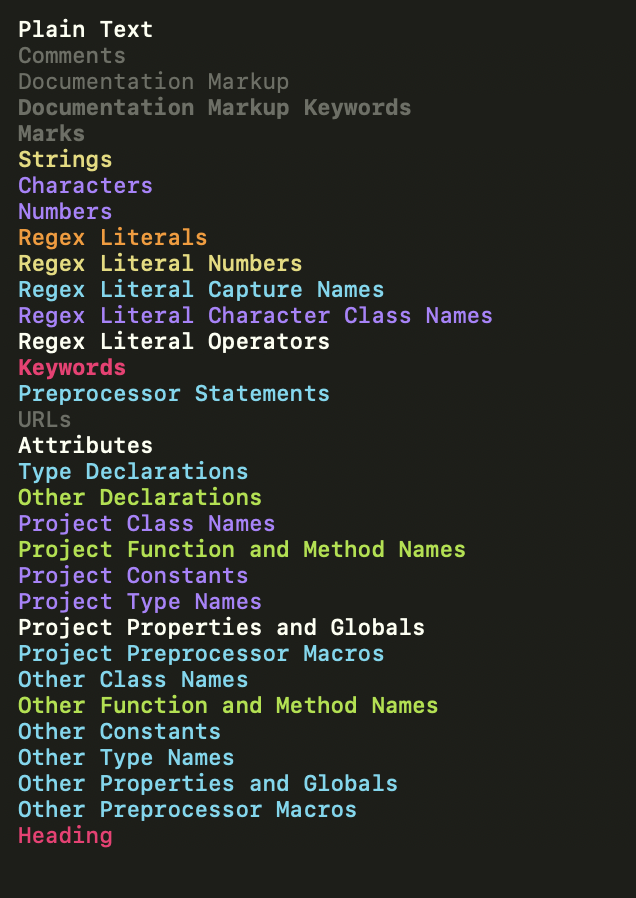 Plain Text
Comments
Documentation Markup
Documentation Markup Keywords
Marks
Strings
Characters
Numbers
Regex Literals
Regex Literal Numbers
Regex Literal Capture Names
Regex Literal Character Class Names
Regex Literal Operators
Keywords
Preprocessor Statements
URLs
Attributes
Type Declarations
Other Declarations
Project Class Names
Project Function and Method Names
Project Constants
Project Type Names
Project Properties and Globals
Project Preprocessor Macros
Other Class Names
Other Function and Method Names
Other Constants
Other Type Names
Other Properties and Globals
Other Preprocessor Macros
Heading